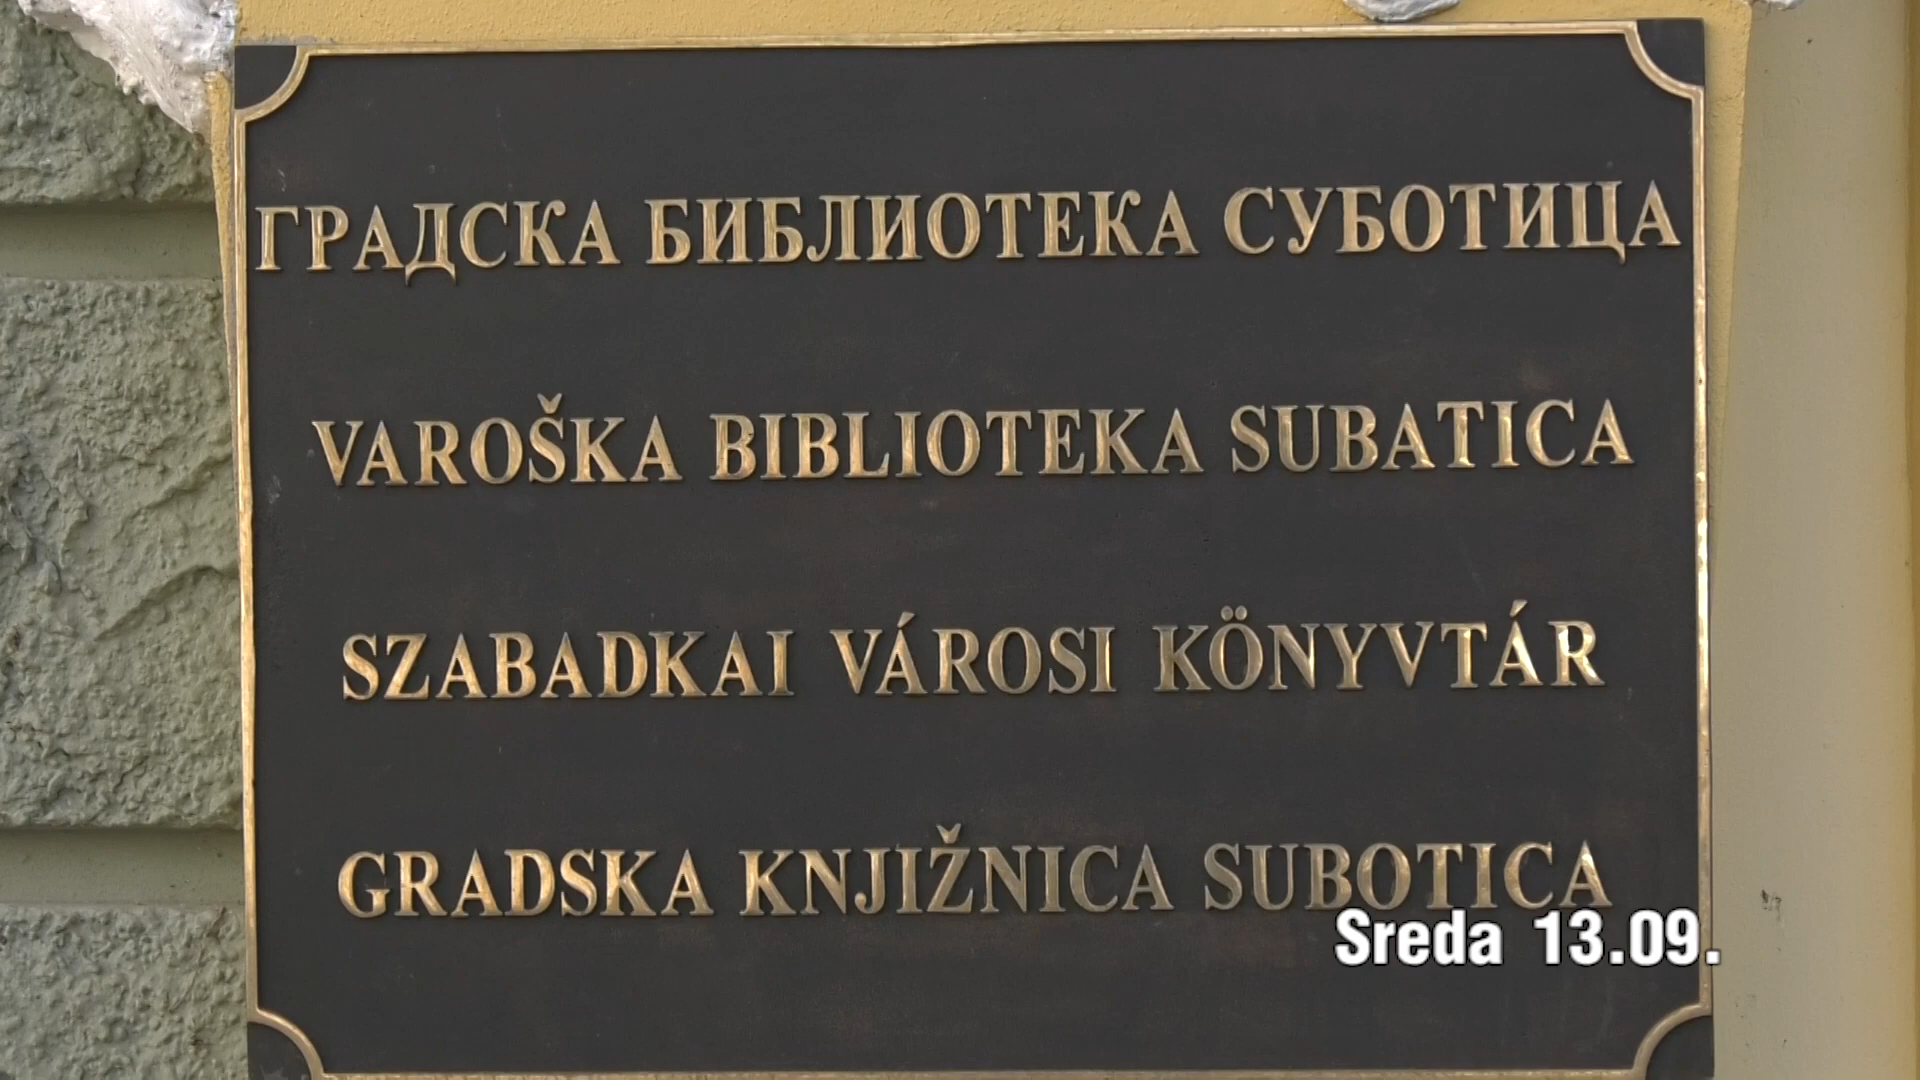 ГРАДСКА БИБЛИОТЕКА СУБОТИЦА
VAROŠKA BIBLIOTEKA SUBATICA
SZABADKAI VÁROSI KÖNYVTÁR
GRADSKA KNJIŽNICA SUBOTICA
Sreda 13.09.